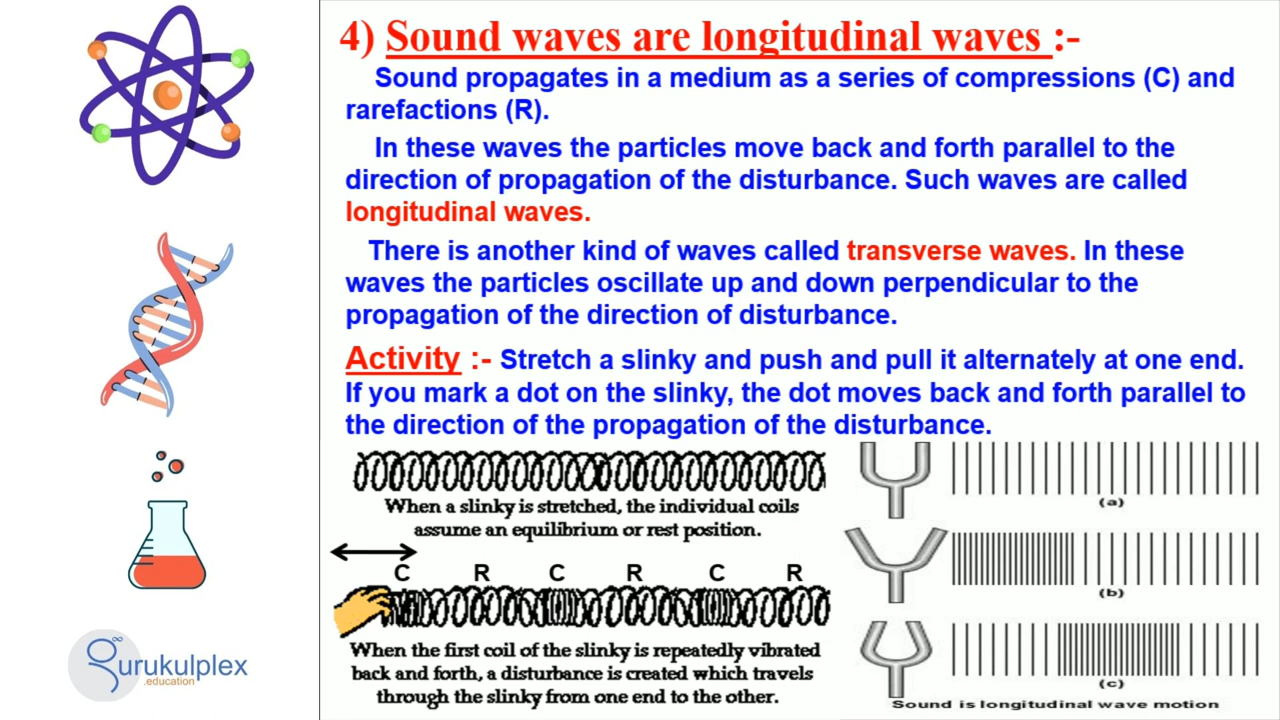 4) Sound waves are longitudinal waves :-
Sound propagates in a medium as a series of compressions (C) and
rarefactions (R).
In these waves the particles move back and forth parallel to the
direction of propagation of the disturbance. Such waves are called
longitudinal waves.
There is another kind of waves called transverse waves. In these
waves the particles oscillate up and down perpendicular to the
propagation of the direction of disturbance.
Activity :- Stretch a slinky and push and pull it alternately at one end.
If you mark a dot on the slinky, the dot moves back and forth parallel to
the direction of the propagation of the disturbance.
When a slinky is stretched, the individual coils
assume an equilibrium or rest position.
C R C R C R
When the first coil of the slinky is repeatedly vibrated
back and forth, a disturbance is created which travels
through the slinky from one end to the other.
(a)
(b)
(c)
Sound is longitudinal wave motion
gurukulplex
.education